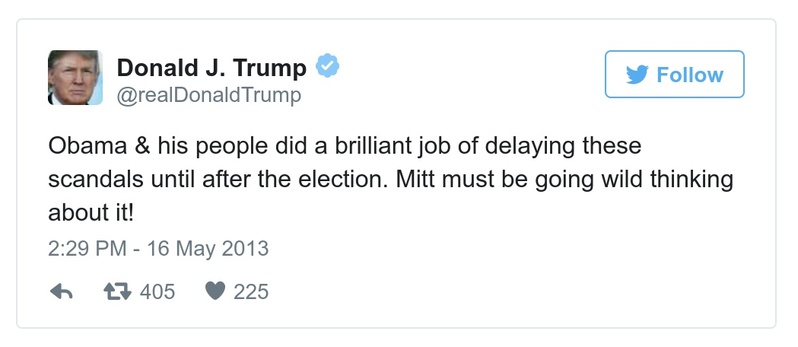 Donald J. Trump
@realDonaldTrump
Follow
Obama & his people did a brilliant job of delaying these
scandals until after the election. Mitt must be going wild thinking
about it!
2:29 PM - 16 May 2013
405 225